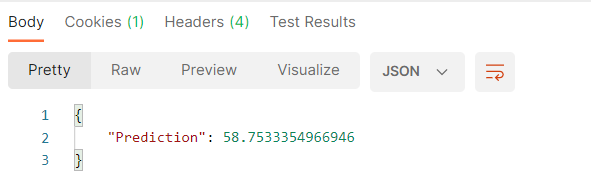 Body Cookies (1) Headers (4) Test Results
Pretty Raw Preview Visualize JSON
1 {
2 "Prediction": 58.7533354966946
3 }